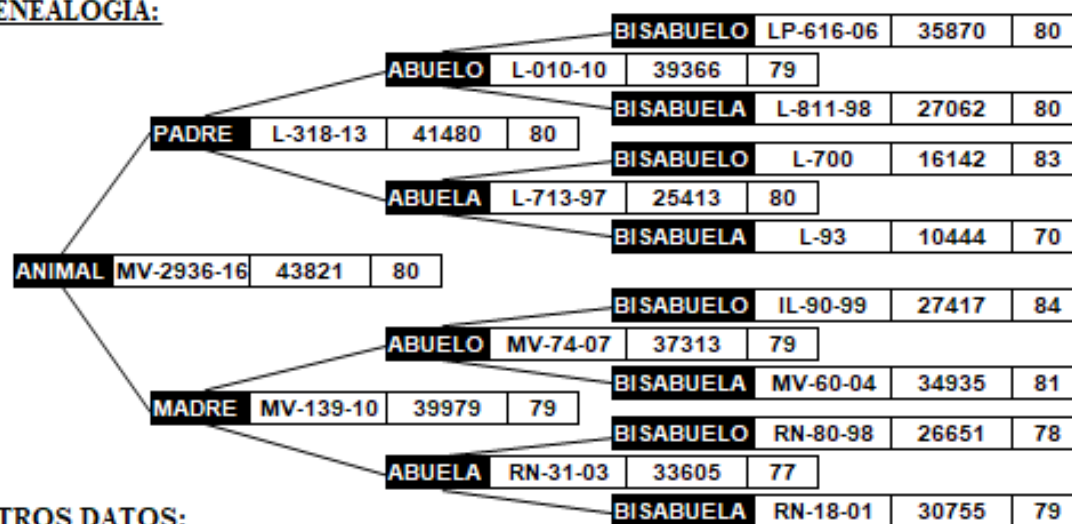 ENEALOGIA:
BISABUELO LP-616-06 35870 80
ABUELO L-010-10 39366 79
BISABUELA L-811-98 27062 80
PADRE L-318-13 41480 80
BISABUELO L-700 16142 83
ABUELA L-713-97 25413 80
BISABUELA L-93 10444 70
ANIMAL MV-2936-16 43821 80
BISABUELO IL-90-99 27417 84
ABUELO MV-74-07 37313 79
BISABUELA MV-60-04 34935 81
MADRE MV-139-10 39979 79
BISABUELO RN-80-98 26651 78
ABUELA RN-31-03 33605 77
BISABUELA RN-18-01 30755 79
TROS DATOS: